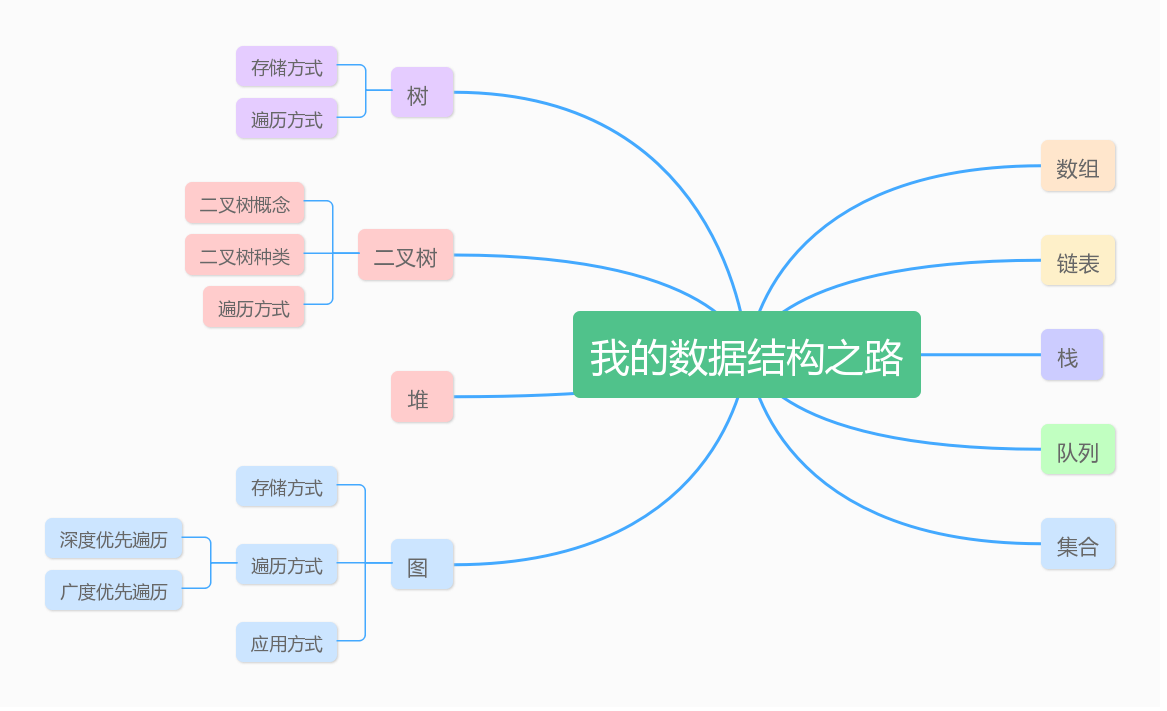 我的数据结构之路
数组
链表
栈
队列
集合
树
存储方式
遍历方式
二叉树
二叉树概念
二叉树种类
遍历方式
堆
图
存储方式
遍历方式
深度优先遍历
广度优先遍历
应用方式